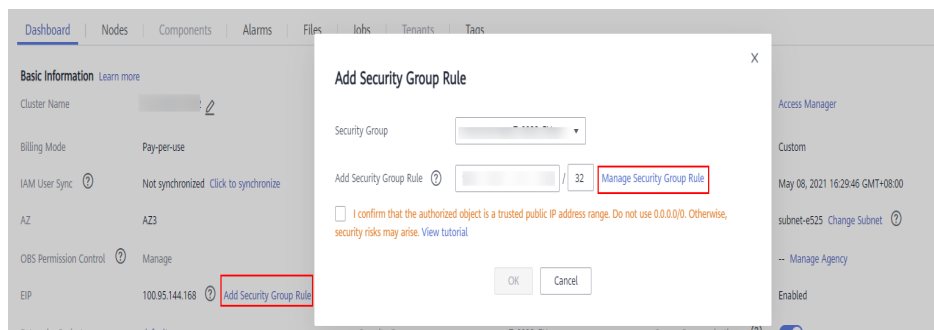 Dashboard Nodes Components Alarms Files Jobs Tenants Tags
X
Add Security Group Rule
Basic Information Learn more
Cluster Name
Access Manager
Security Group
Billing Mode Pay-per-use
Custom
Add Security Group Rule ? / 32 Manage Security Group Rule
IAM User Sync ? Not synchronized Click to synchronize
May 08, 2021 16:29:46 GMT+08:00
I confirm that the authorized object is a trusted public IP address range. Do not use 0.0.0.0/0. Otherwise,
security risks may arise. View tutorial
AZ AZ3
subnet-e525 Change Subnet ?
OBS Permission Control ? Manage
-- Manage Agency
OK Cancel
EIP 100.95.144.168 ? Add Security Group Rule
Enabled